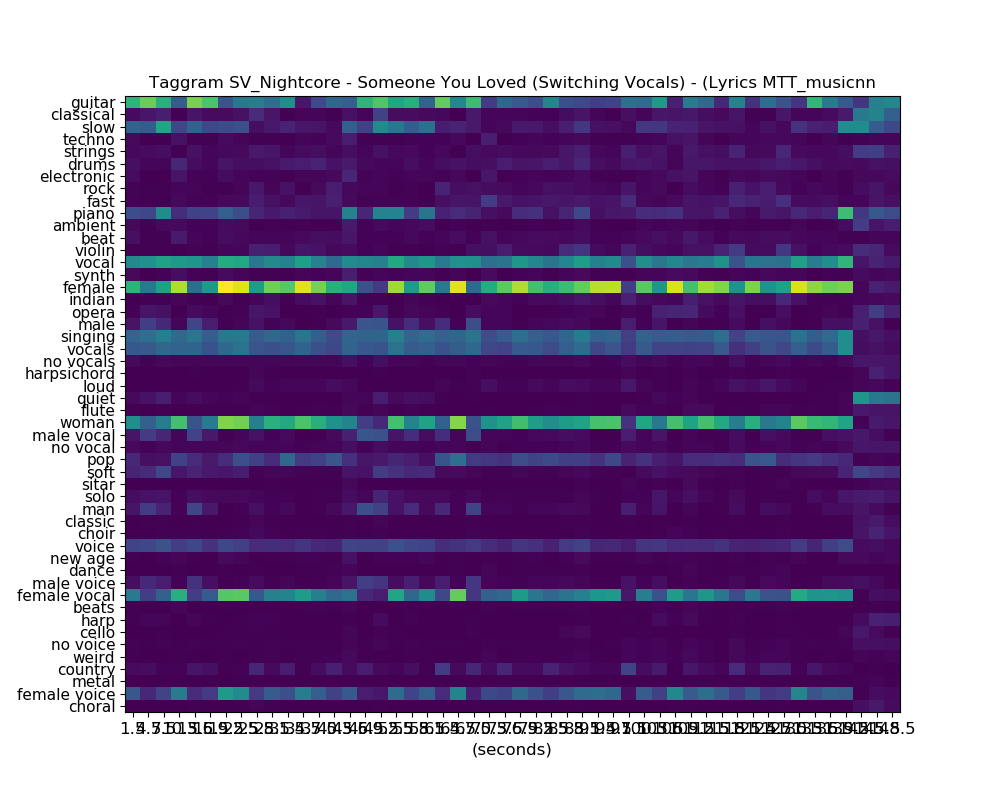 Taggram SV_Nightcore - Someone You Loved (Switching Vocals) - (Lyrics MTT_musicnn
guitar
classical
slow
techno
strings
drums
electronic
rock
fast
piano
ambient
beat
violin
vocal
synth
female
indian
opera
male
singing
vocals
no vocals
harpsichord
loud
quiet
flute
woman
male vocal
no vocal
pop
soft
sitar
solo
man
classic
choir
voice
new age
dance
male voice
female vocal
beats
harp
cello
no voice
weird
country
metal
female voice
choral
(seconds)